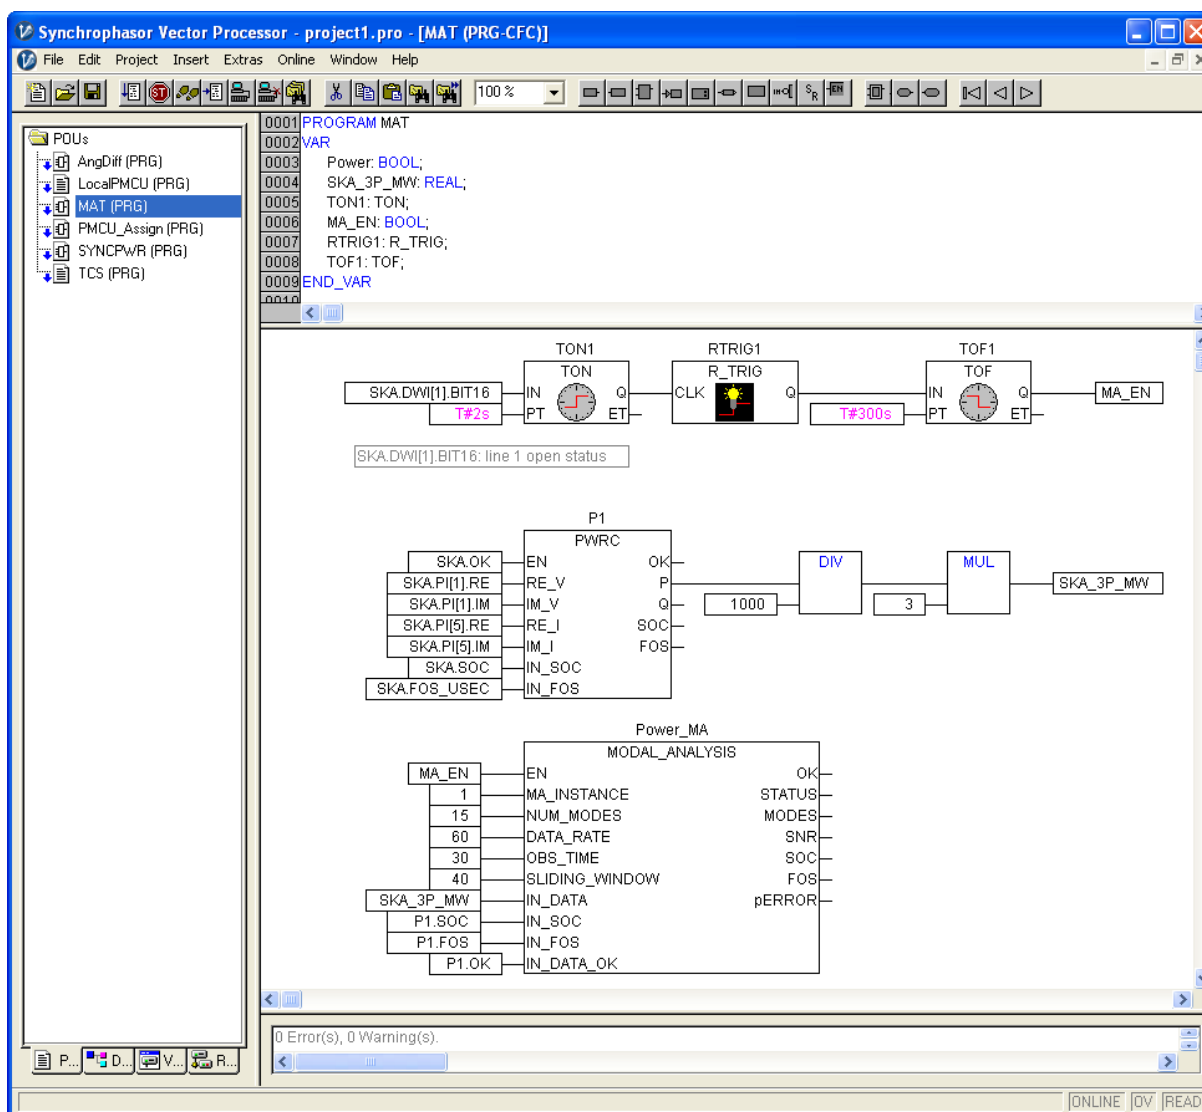 Synchrophasor Vector Processor - project1.pro - [MAT (PRG-CFC)]
File Edit Project Insert Extras Online Window Help
100 %
POUs
AngDiff (PRG)
LocalPMCU (PRG)
MAT (PRG)
PMCU_Assign (PRG)
SYNCPWR (PRG)
TCS (PRG)
0001 PROGRAM MAT
0002 VAR
0003 Power: BOOL;
0004 SKA_3P_MW: REAL;
0005 TON1: TON;
0006 MA_EN: BOOL;
0007 RTRIG1: R_TRIG;
0008 TOF1: TOF;
0009 END_VAR
0010
TON1 RTRIG1 TOF1
TON R_TRIG TOF
SKA.DWI[1].BIT16 IN Q CLK Q IN Q MA_EN
T#2s PT ET T#300s PT ET
SKA.DWI[1].BIT16: line 1 open status
P1
PWRC
SKA.OK EN OK DIV MUL
SKA.PI[1].RE RE_V P SKA_3P_MW
SKA.PI[1].IM IM_V Q 1000 3
SKA.PI[5].RE RE_I SOC
SKA.PI[5].IM IM_I FOS
SKA.SOC IN_SOC
SKA.FOS_USEC IN_FOS
Power_MA
MODAL_ANALYSIS
MA_EN EN OK
1 MA_INSTANCE STATUS
15 NUM_MODES MODES
60 DATA_RATE SNR
30 OBS_TIME SOC
40 SLIDING_WINDOW FOS
SKA_3P_MW IN_DATA pERROR
P1.SOC IN_SOC
P1.FOS IN_FOS
P1.OK IN_DATA_OK
0 Error(s), 0 Warning(s).
P... D... V... R...
ONLINE OV READ